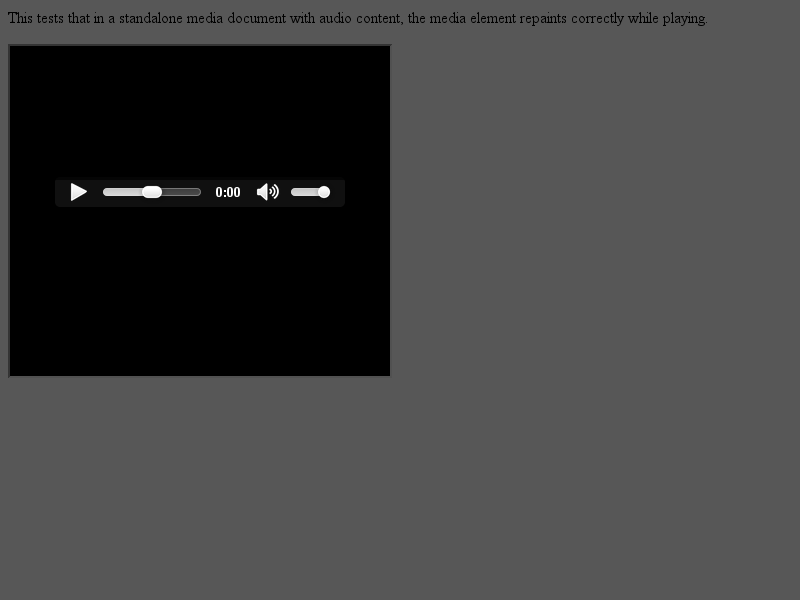 This tests that in a standalone media document with audio content, the media element repaints correctly while playing.
0:00